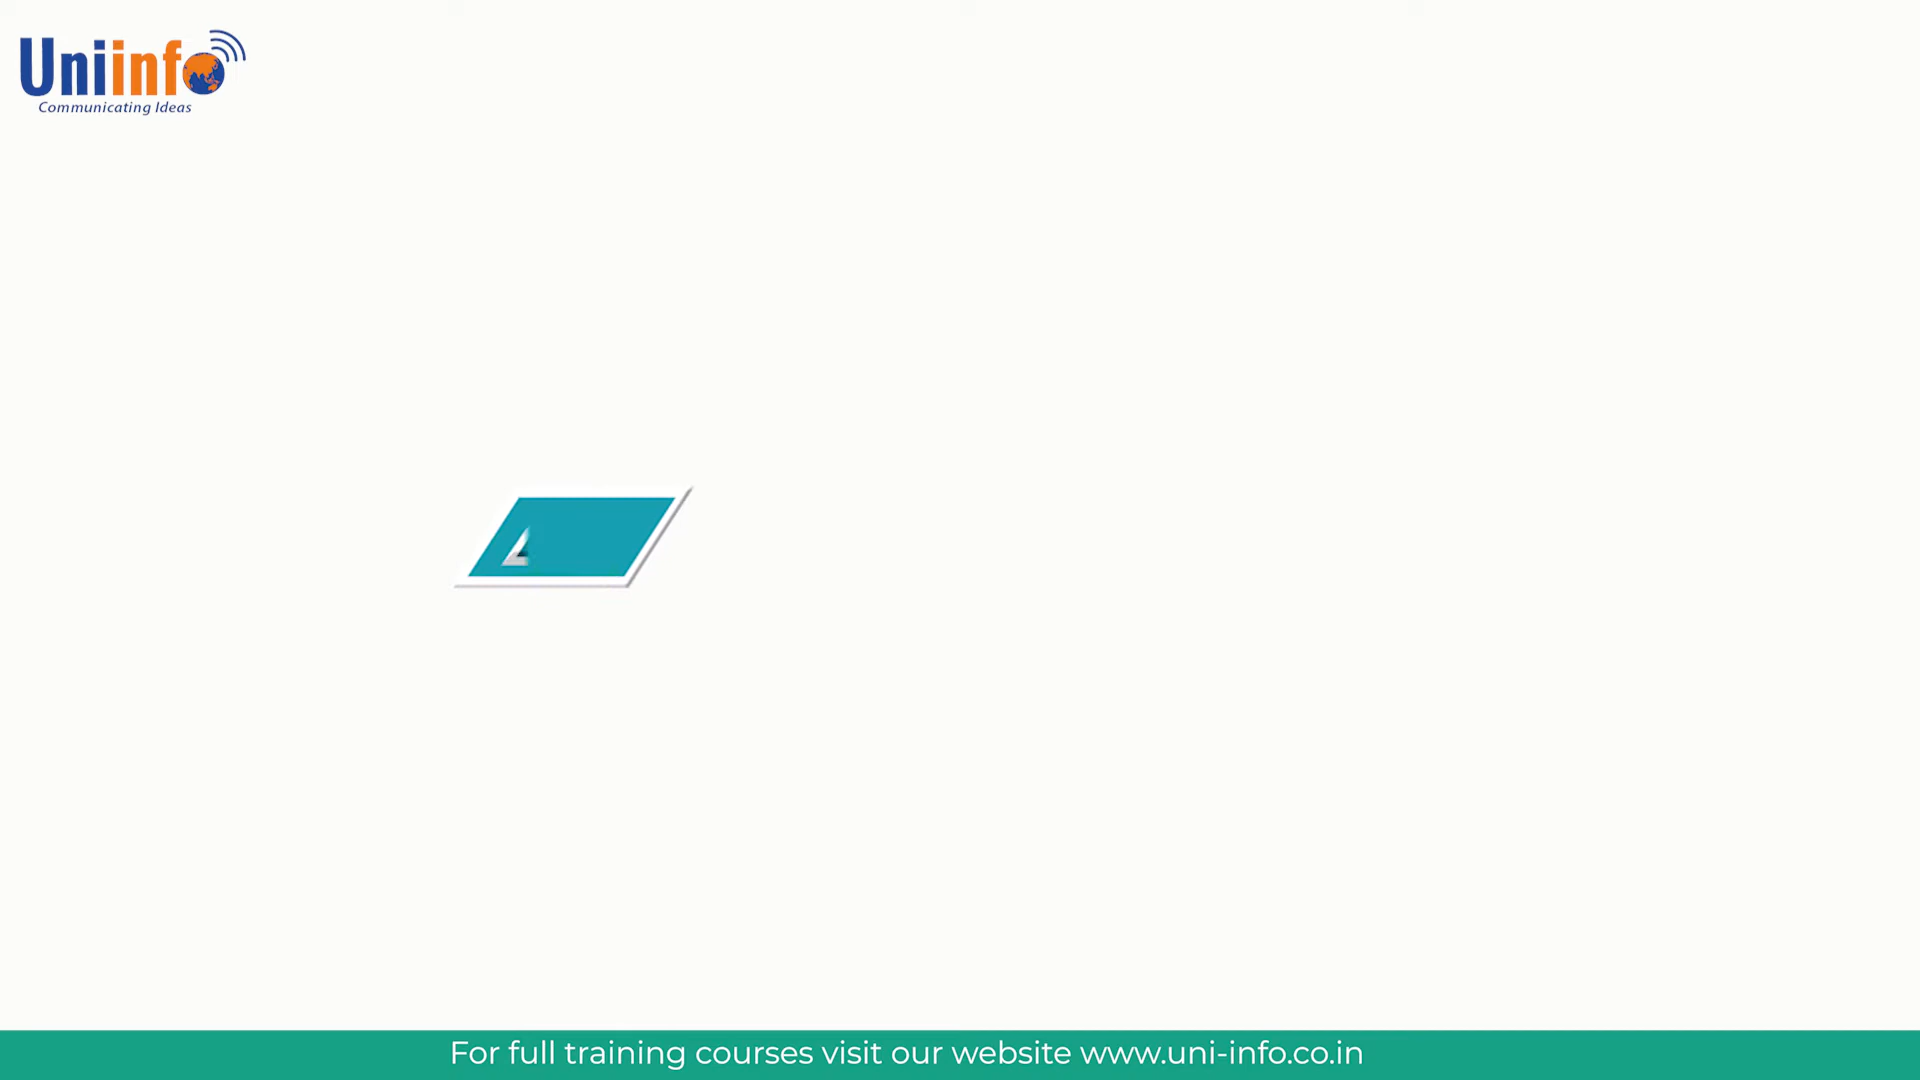 Uniinfo
Communicating Ideas
For full training courses visit our website www.uni-info.co.in